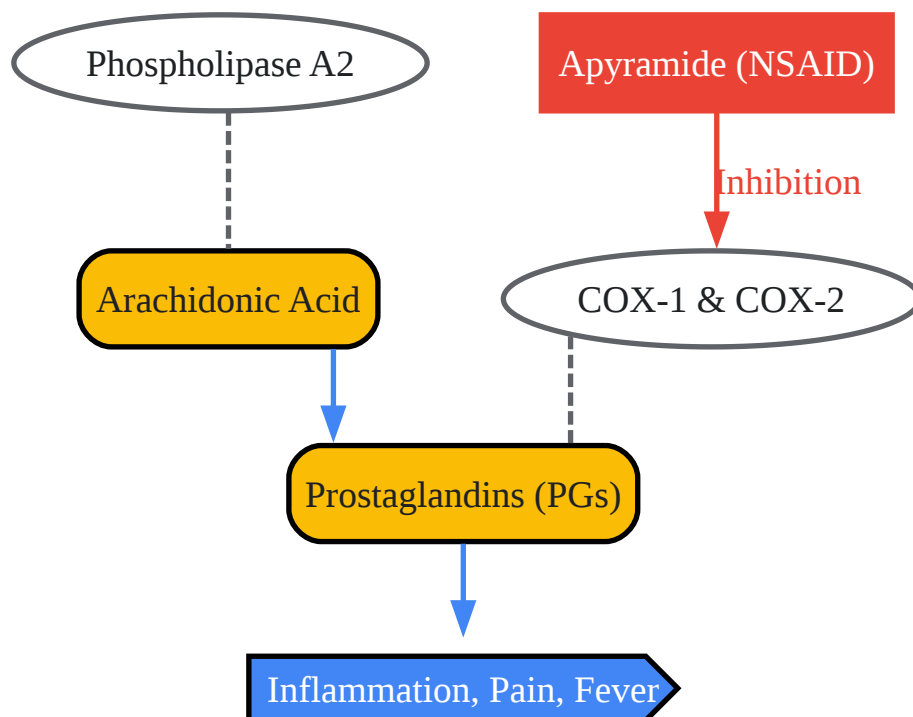 Phospholipase A2
Apyramide (NSAID)
Inhibition
Arachidonic Acid
COX-1 & COX-2
Prostaglandins (PGs)
Inflammation, Pain, Fever